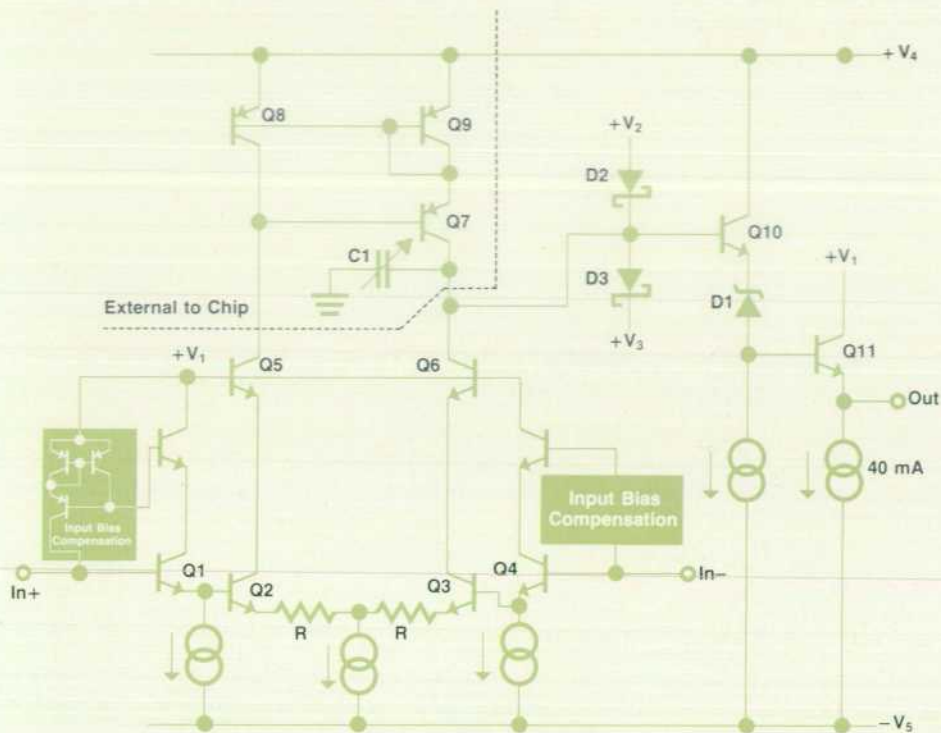 +V4
Q8
Q9
+V2
D2
Q7
Q10
C1
D3
+V1
D1
External to Chip
+V3
Q11
+V1
Q5
Q6
Out
40 mA
Input Bias
Compensation
Input Bias
Compensation
In+
Q1
Q2
Q3
Q4
In−
R
R
−V5